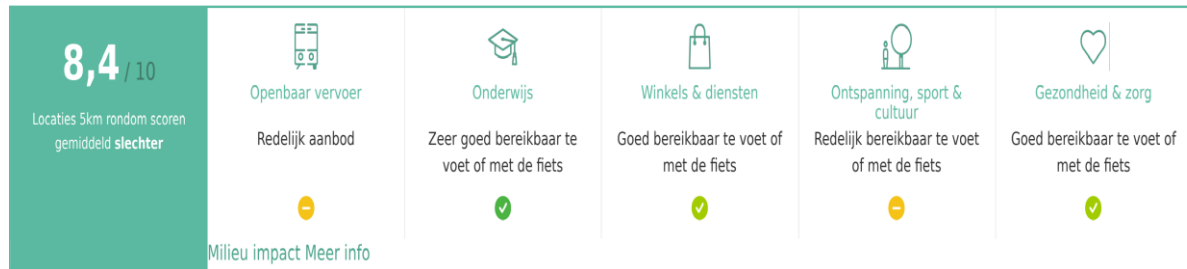 8,4 / 10
Locaties 5km rondom scoren
gemiddeld slechter
Openbaar vervoer
Redelijk aanbod
Onderwijs
Zeer goed bereikbaar te
voet of met de fiets
Winkels & diensten
Goed bereikbaar te voet of
met de fiets
Ontspanning, sport &
cultuur
Redelijk bereikbaar te voet
of met de fiets
Gezondheid & zorg
Goed bereikbaar te voet of
met de fiets
Milieu impact Meer info